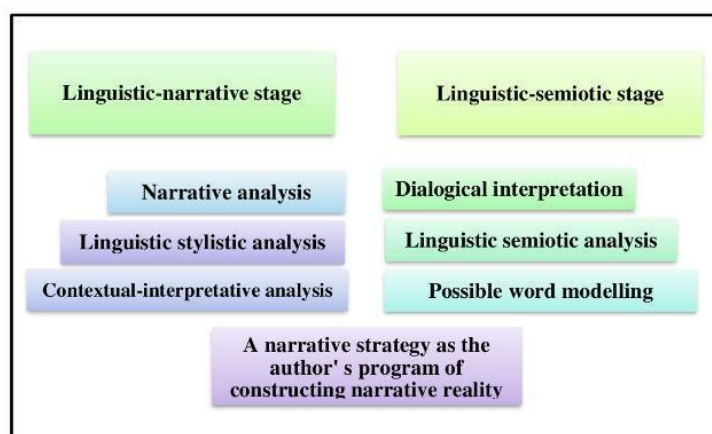 Linguistic-narrative stage
Linguistic-semiotic stage
Narrative analysis
Dialogical interpretation
Linguistic stylistic analysis
Linguistic semiotic analysis
Contextual-interpretative analysis
Possible word modelling
A narrative strategy as the
author' s program of
constructing narrative reality